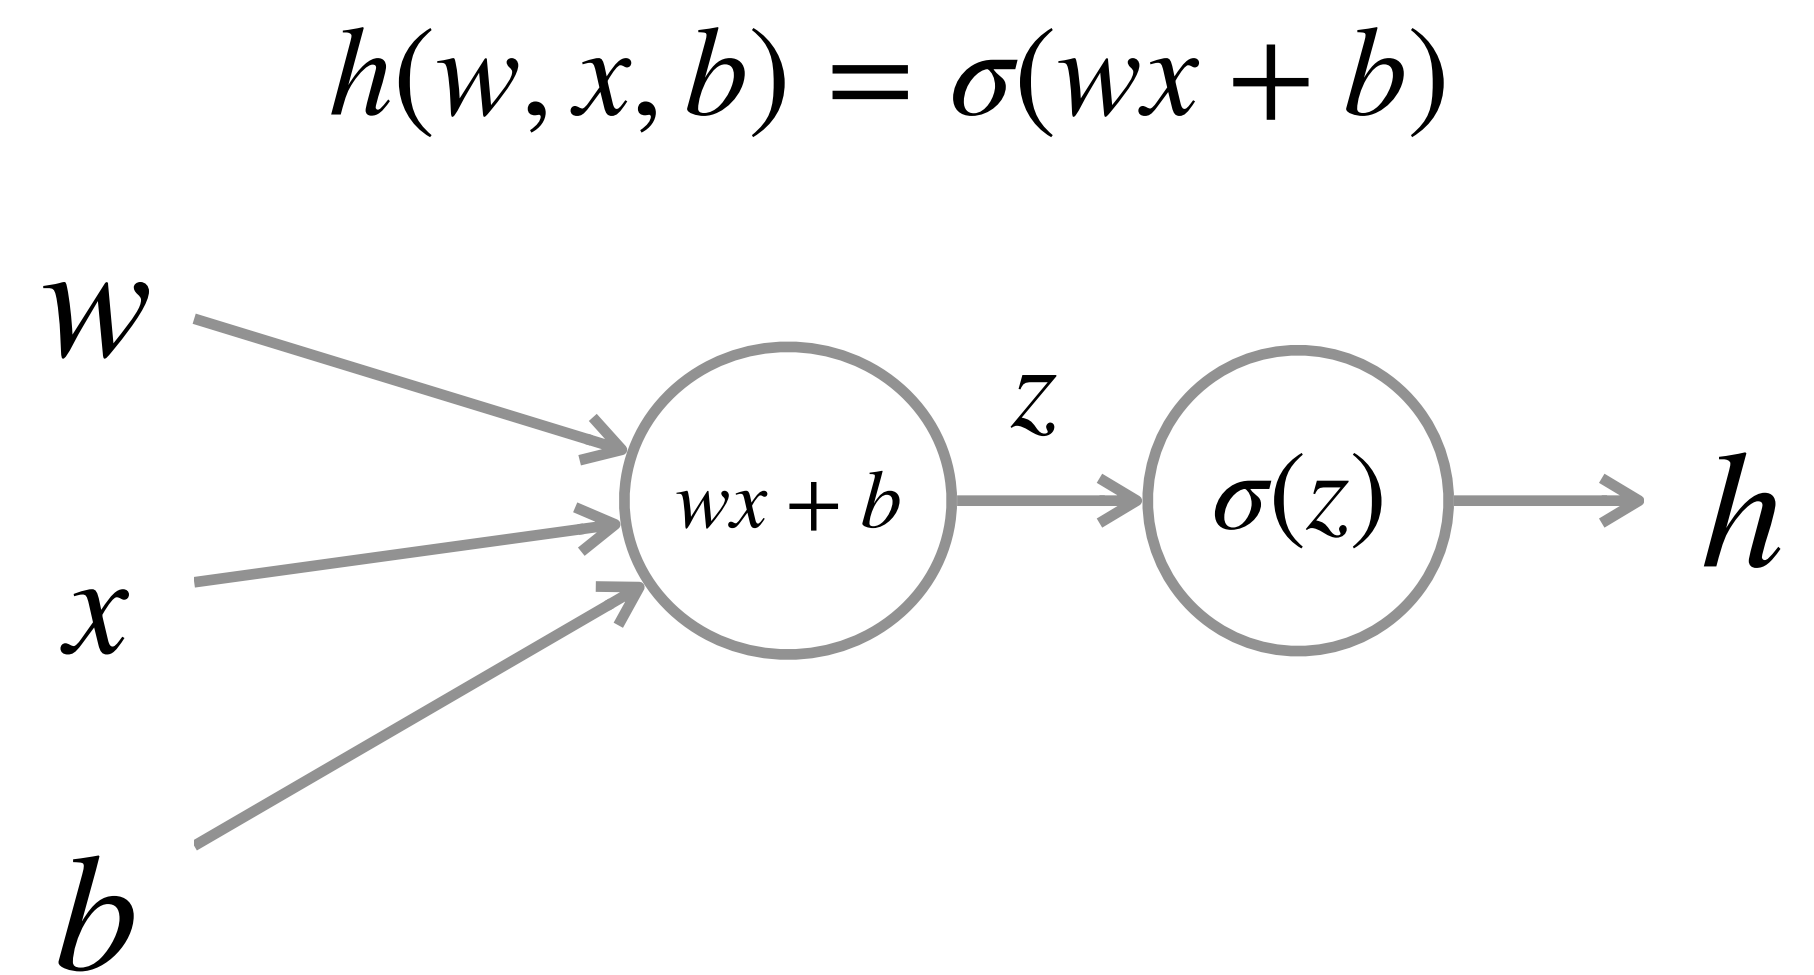 h(w, x, b) = σ(wx + b)
w
z
wx + b
σ(z)
h
x
b